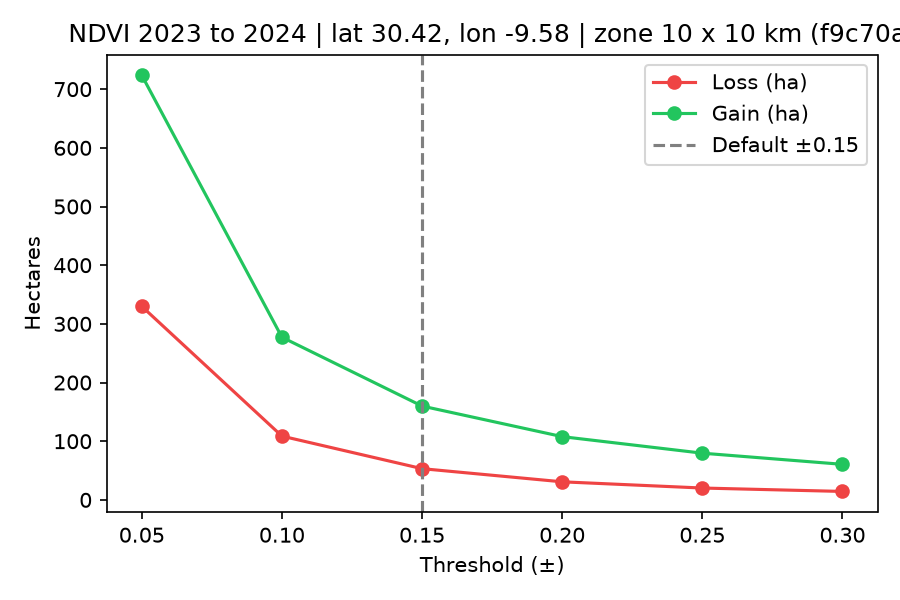 NDVI 2023 to 2024 | lat 30.42, lon -9.58 | zone 10 x 10 km (f9c70a
Loss (ha)
Gain (ha)
Default ±0.15
Hectares
700
600
500
400
300
200
100
0
0.05 0.10 0.15 0.20 0.25 0.30
Threshold (±)